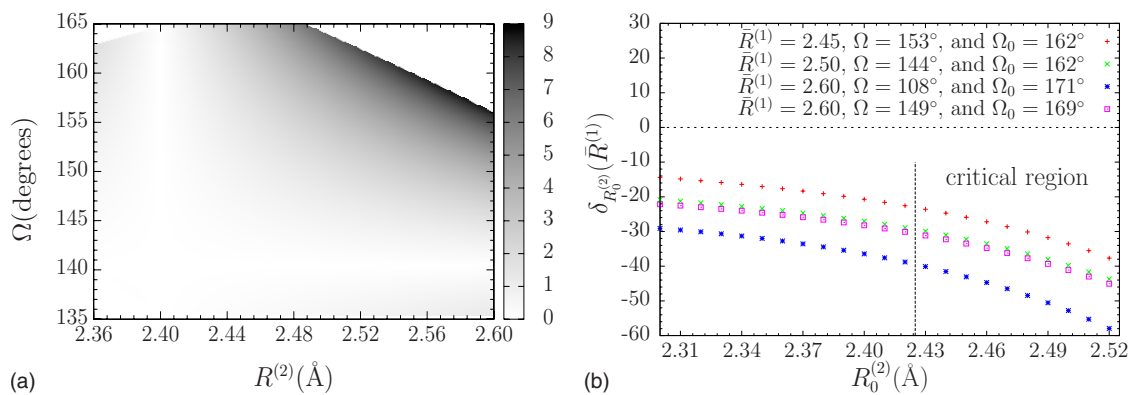 165
160
155
150
145
140
135
Ω(degrees)
2.36 2.40 2.44 2.48 2.52 2.56 2.60
R^(2)(Å)
9
8
7
6
5
4
3
2
1
0
(a)
30
20
10
0
-10
-20
-30
-40
-50
-60
δ_{R_0^{(2)}}(R̄^(1))
R̄^(1) = 2.45, Ω = 153°, and Ω₀ = 162°
R̄^(1) = 2.50, Ω = 144°, and Ω₀ = 162°
R̄^(1) = 2.60, Ω = 108°, and Ω₀ = 171°
R̄^(1) = 2.60, Ω = 149°, and Ω₀ = 169°
critical region
2.31 2.34 2.37 2.40 2.43 2.46 2.49 2.52
R_0^(2)(Å)
(b)